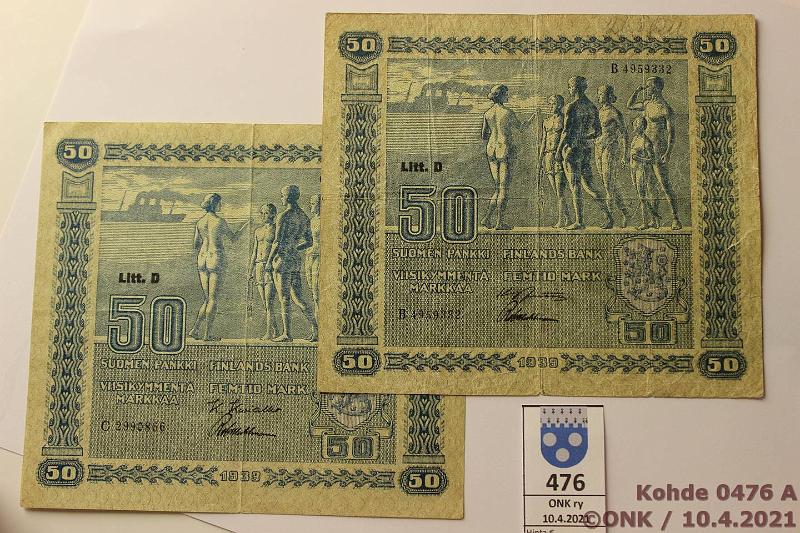 50
50
B 4959332
Litt. D
50
SUOMEN PANKKI
FINLANDS BANK
VIISIKYMMENTÄ
MARKKAA
FEMTIO MARK
B 4959332
50
50
1939
50
50
Litt. D
50
SUOMEN PANKKI
FINLANDS BANK
VIISIKYMMENTÄ
MARKKAA
FEMTIO MARK
C 2993866
50
50
1939
50
476
ONK ry
10.4.2021
Kohde 0476 A
©ONK / 10.4.2021